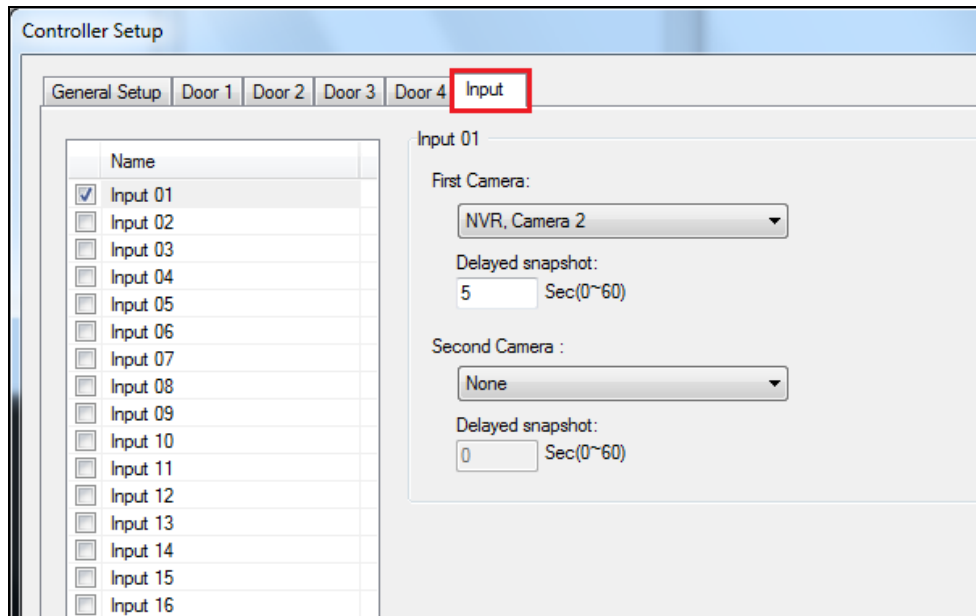 Controller Setup
General Setup Door 1 Door 2 Door 3 Door 4 Input
Name
Input 01
Input 02
Input 03
Input 04
Input 05
Input 06
Input 07
Input 08
Input 09
Input 10
Input 11
Input 12
Input 13
Input 14
Input 15
Input 16
Input 01
First Camera:
NVR, Camera 2
Delayed snapshot:
5 Sec(0~60)
Second Camera :
None
Delayed snapshot:
0 Sec(0~60)